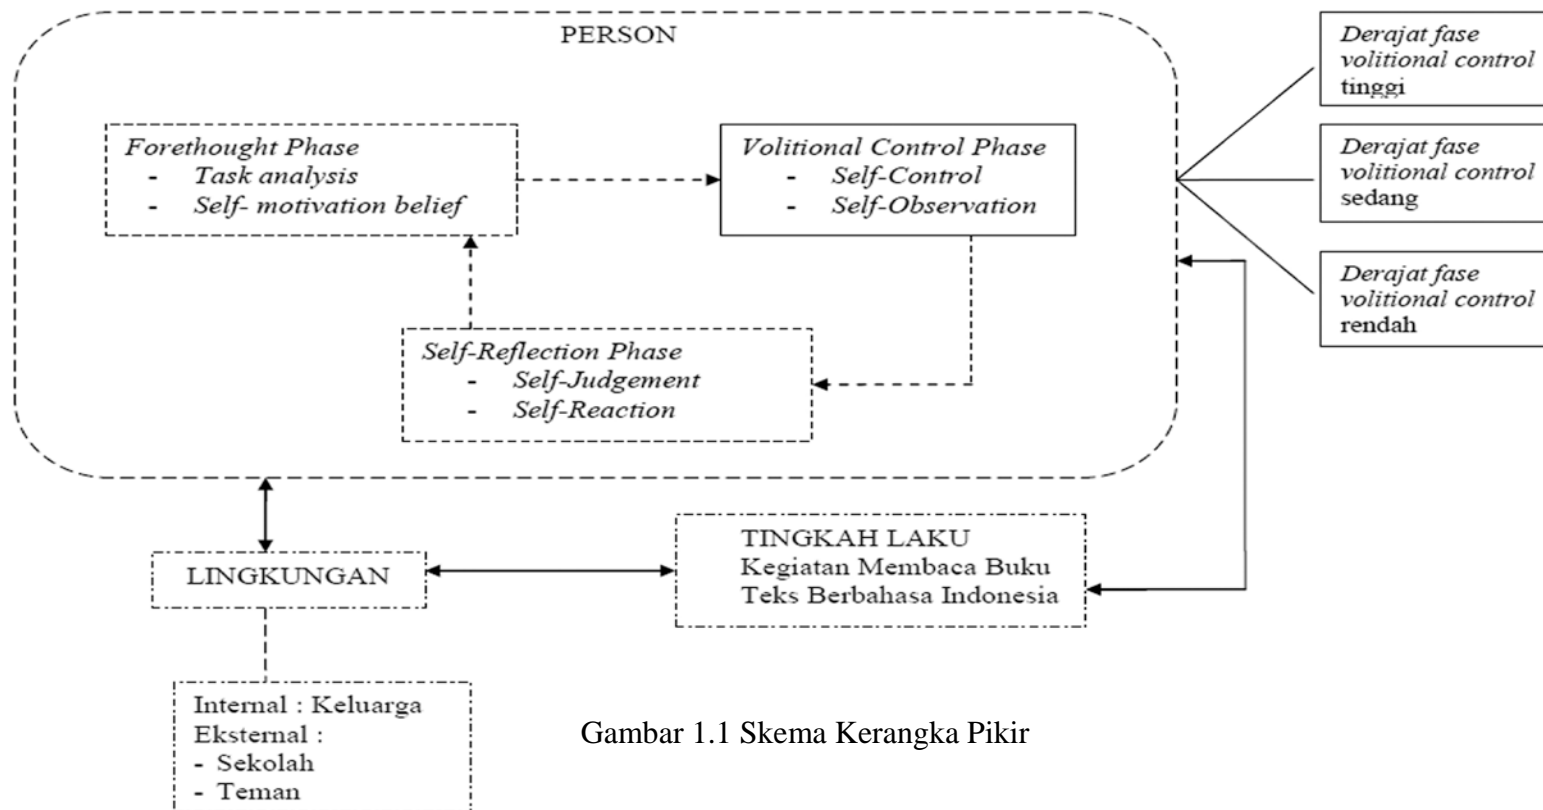 PERSON
Forethought Phase
- Task analysis
- Self- motivation belief
Volitional Control Phase
- Self-Control
- Self-Observation
Self-Reflection Phase
- Self-Judgement
- Self-Reaction
Derajat fase
volitional control
tinggi
Derajat fase
volitional control
sedang
Derajat fase
volitional control
rendah
LINGKUNGAN
TINGKAH LAKU
Kegiatan Membaca Buku
Teks Berbahasa Indonesia
Internal : Keluarga
Eksternal :
- Sekolah
- Teman
Gambar 1.1 Skema Kerangka Pikir